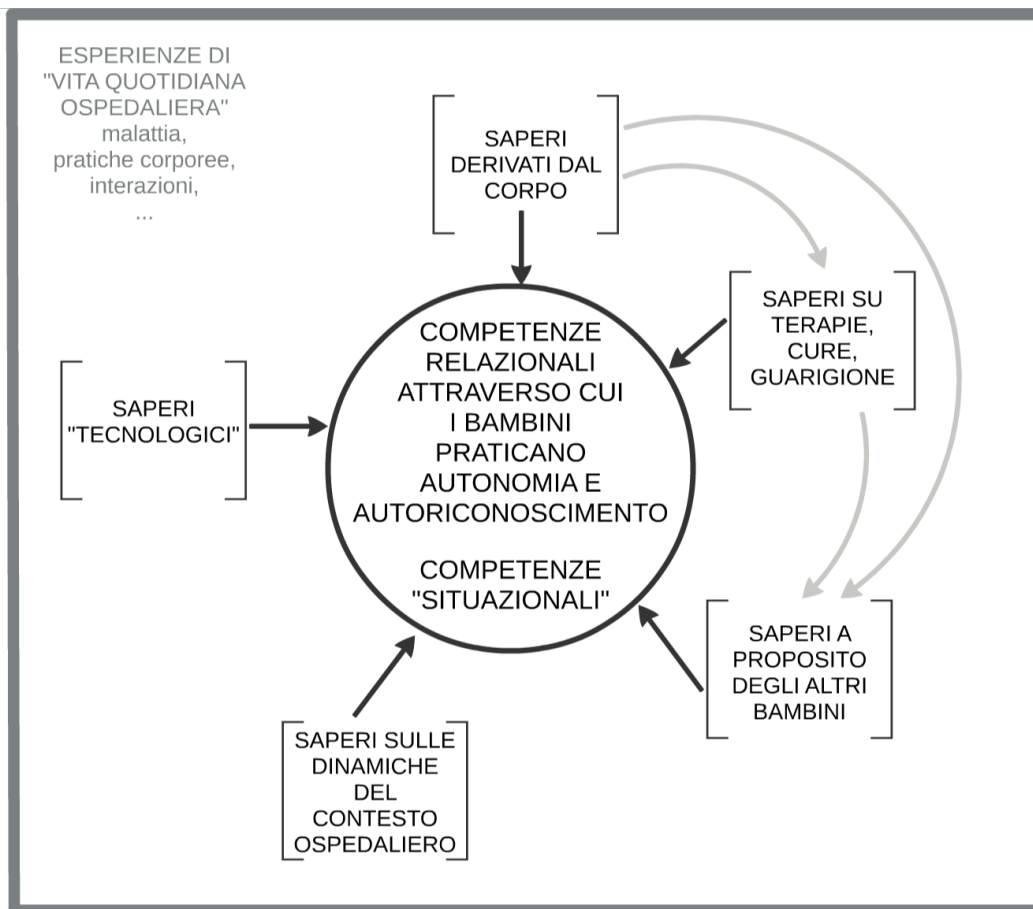 ESPERIENZE DI
"VITA QUOTIDIANA
OSPEDALIERA"
malattia,
pratiche corporee,
interazioni,
...
SAPERI
DERIVATI DAL
CORPO
SAPERI SU
TERAPIE,
CURE,
GUARIGIONE
SAPERI
"TECNOLOGICI"
COMPETENZE
RELAZIONALI
ATTRAVERSO CUI
I BAMBINI
PRATICANO
AUTONOMIA E
AUTORICONOSCIMENTO
COMPETENZE
"SITUAZIONALI"
SAPERI A
PROPOSITO
DEGLI ALTRI
BAMBINI
SAPERI SULLE
DINAMICHE
DEL
CONTESTO
OSPEDALIERO